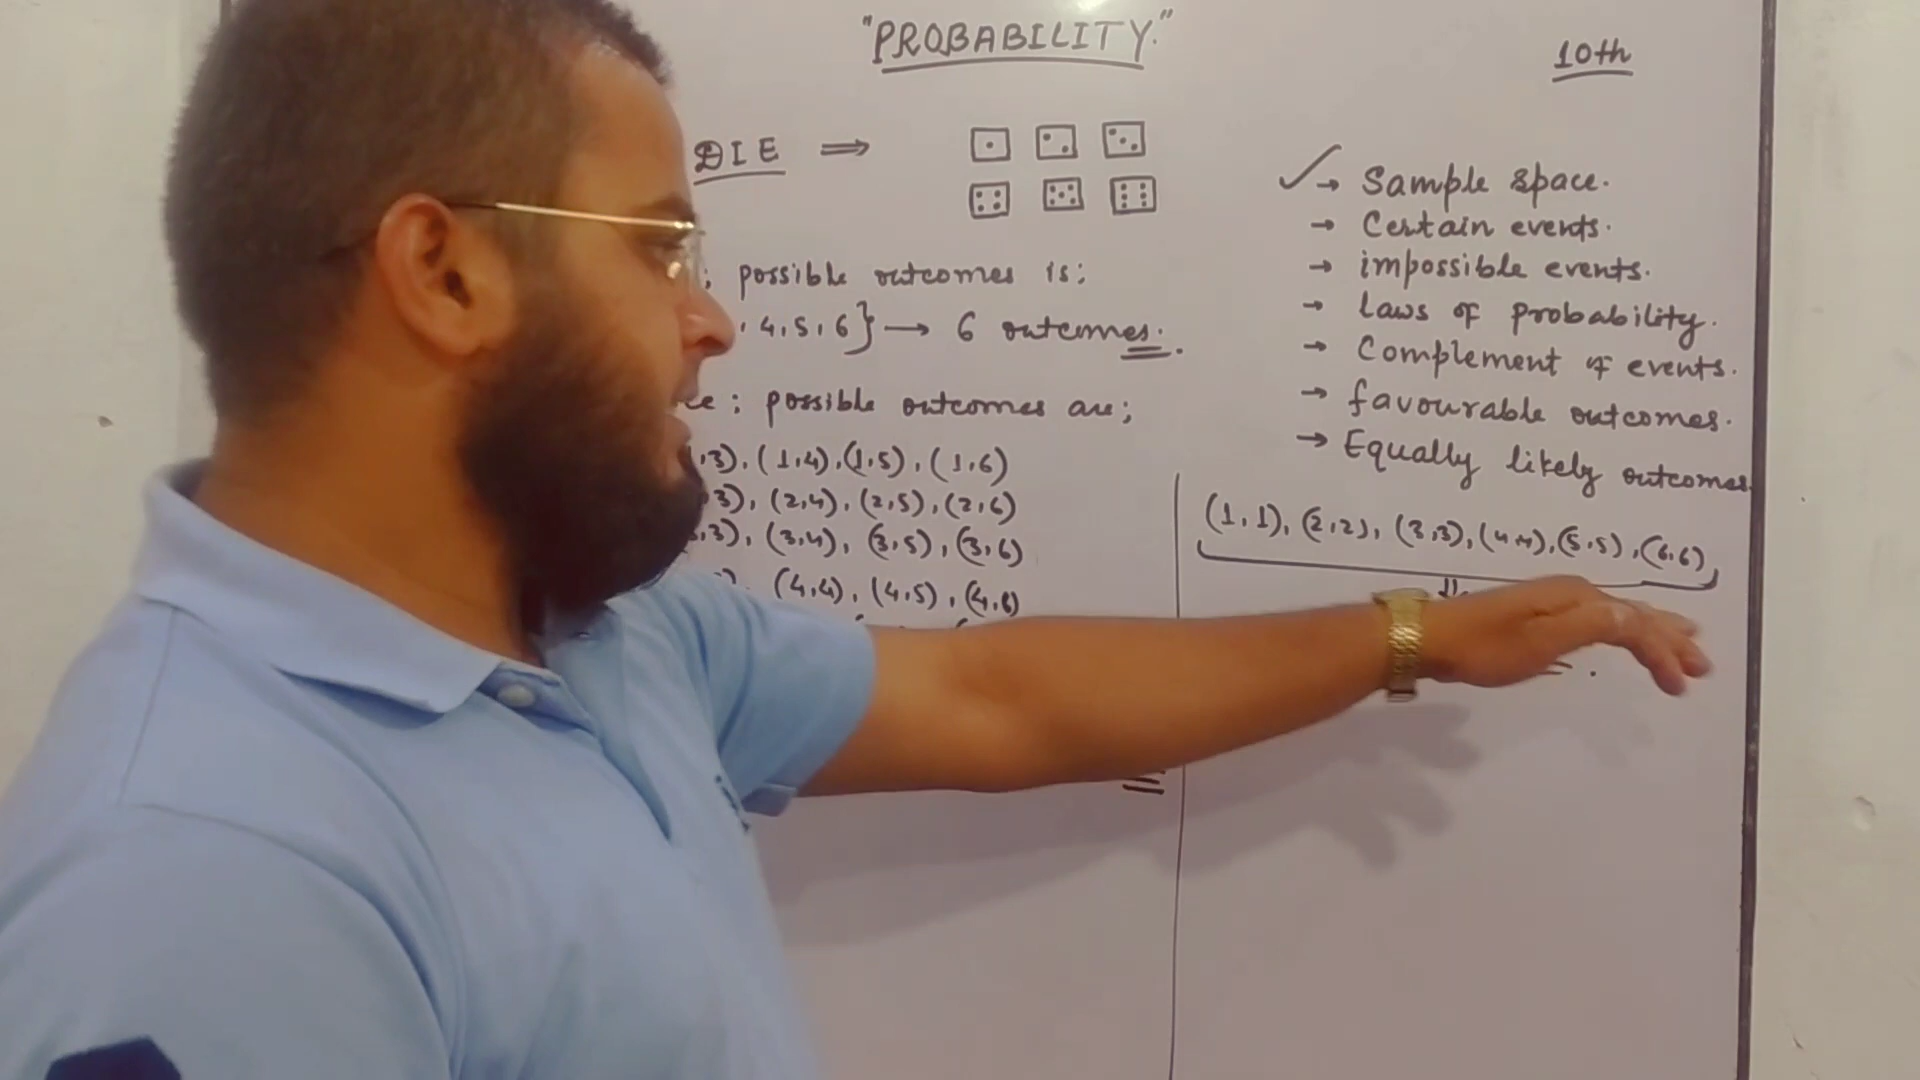 "PROBABILITY."
10th
DIE ⇒
; possible outcomes is;
, 4, 5, 6} → 6 outcomes.
; possible outcomes are;
,3), (1,4), (1,5), (1,6)
3), (2,4), (2,5), (2,6)
,3), (3,4), (3,5), (3,6)
), (4,4), (4,5), (4,6)
✓→ Sample space.
→ Certain events.
→ impossible events.
→ laws of probability.
→ Complement of events.
→ favourable outcomes.
→ Equally likely outcomes
(1,1), (2,2), (3,3), (4,4), (5,5), (6,6)